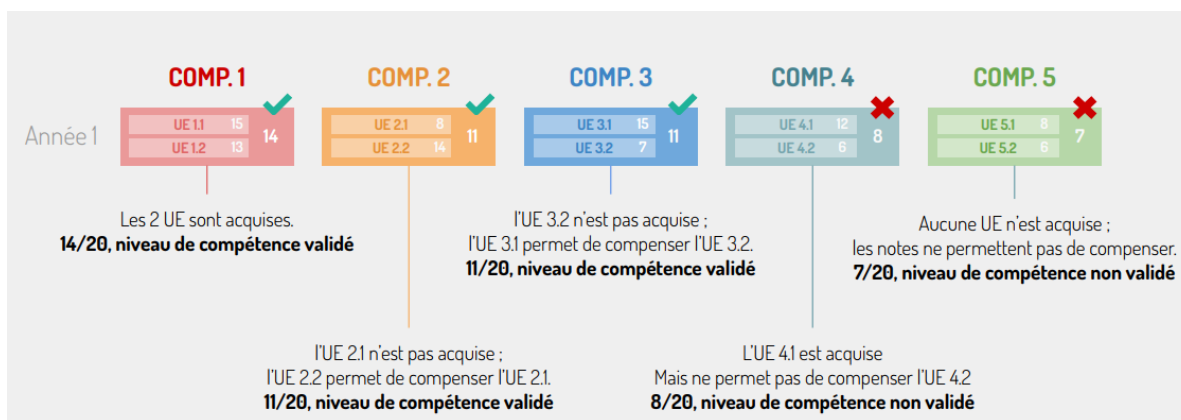 COMP. 1
COMP. 2
COMP. 3
COMP. 4
COMP. 5
Année 1
UE 1.1 15
UE 1.2 13
14
UE 2.1 8
UE 2.2 14
11
UE 3.1 15
UE 3.2 7
11
UE 4.1 12
UE 4.2 6
8
UE 5.1 8
UE 5.2 6
7
Les 2 UE sont acquises.
14/20, niveau de compétence validé
l'UE 2.1 n'est pas acquise ;
l'UE 2.2 permet de compenser l'UE 2.1.
11/20, niveau de compétence validé
l'UE 3.2 n'est pas acquise ;
l'UE 3.1 permet de compenser l'UE 3.2.
11/20, niveau de compétence validé
L'UE 4.1 est acquise
Mais ne permet pas de compenser l'UE 4.2
8/20, niveau de compétence non validé
Aucune UE n'est acquise ;
les notes ne permettent pas de compenser.
7/20, niveau de compétence non validé